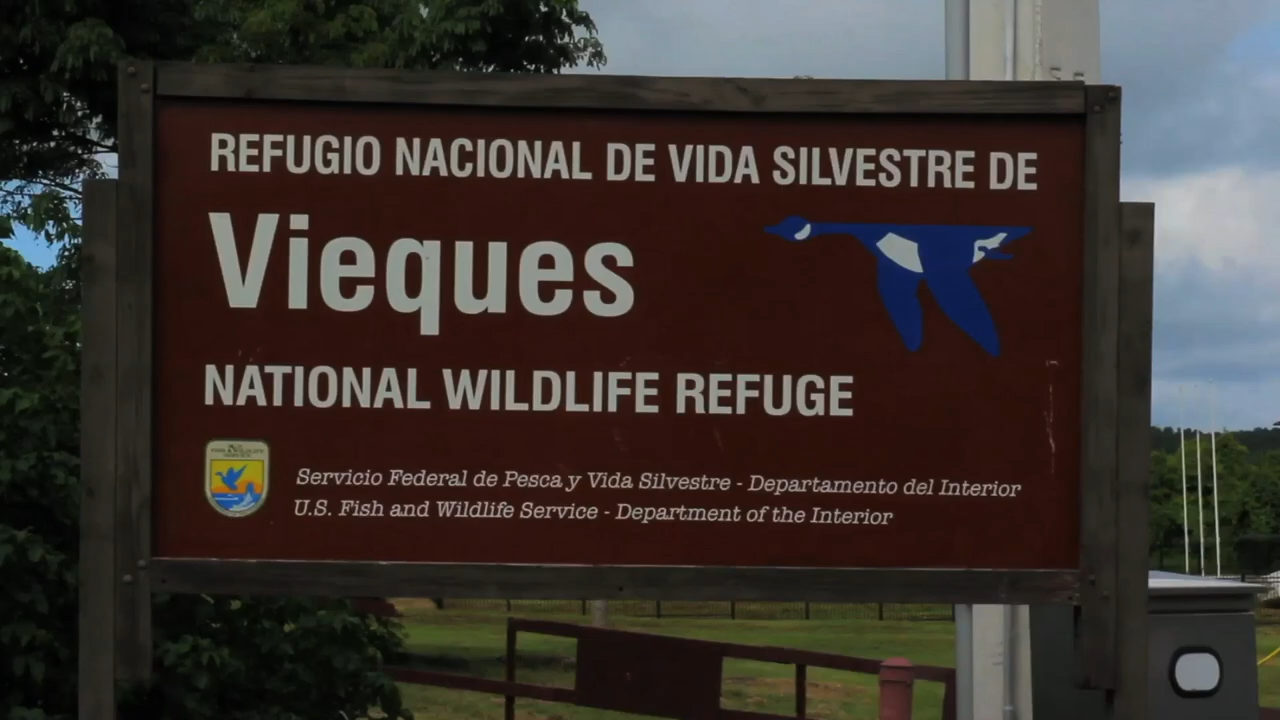 REFUGIO NACIONAL DE VIDA SILVESTRE DE
Vieques
NATIONAL WILDLIFE REFUGE
Servicio Federal de Pesca y Vida Silvestre - Departamento del Interior
U.S. Fish and Wildlife Service - Department of the Interior